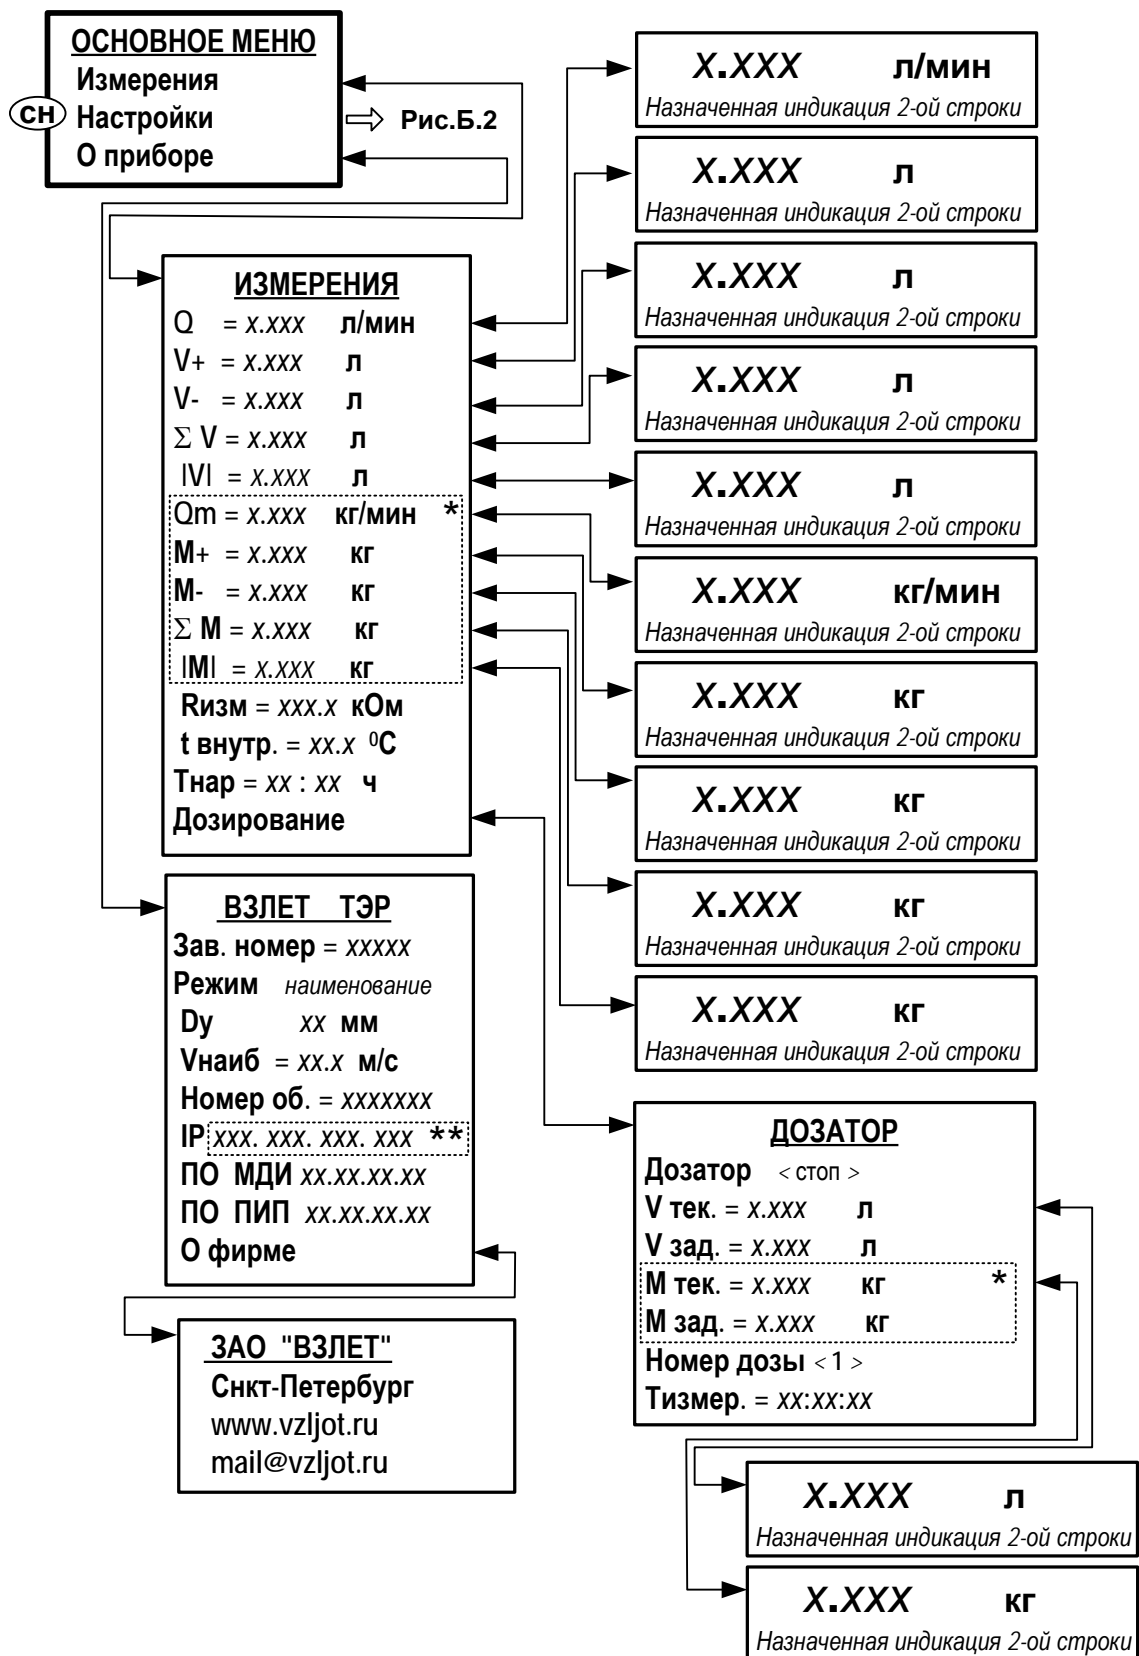 ОСНОВНОЕ МЕНЮ
Измерения
сн Настройки
Рис.Б.2
О приборе
ИЗМЕРЕНИЯ
Q = x.xxx л/мин
V+ = x.xxx л
V- = x.xxx л
Σ V = x.xxx л
|V| = x.xxx л
Qm = x.xxx кг/мин *
M+ = x.xxx кг
M- = x.xxx кг
Σ M = x.xxx кг
|M| = x.xxx кг
Rизм = xxx.x кОм
t внутр. = xx.x ⁰С
Тнар = xx : xx ч
Дозирование
ВЗЛЕТ ТЭР
Зав. номер = xxxxx
Режим наименование
Dy xx мм
Vнаиб = xx.x м/с
Номер об. = xxxxxxx
IP xxx. xxx. xxx. xxx **
ПО МДИ xx.xx.xx.xx
ПО ПИП xx.xx.xx.xx
О фирме
ЗАО "ВЗЛЕТ"
Снкт-Петербург
www.vzljot.ru
mail@vzljot.ru
x.xxx л/мин
Назначенная индикация 2-ой строки
x.xxx л
Назначенная индикация 2-ой строки
x.xxx л
Назначенная индикация 2-ой строки
x.xxx л
Назначенная индикация 2-ой строки
x.xxx л
Назначенная индикация 2-ой строки
x.xxx кг/мин
Назначенная индикация 2-ой строки
x.xxx кг
Назначенная индикация 2-ой строки
x.xxx кг
Назначенная индикация 2-ой строки
x.xxx кг
Назначенная индикация 2-ой строки
x.xxx кг
Назначенная индикация 2-ой строки
ДОЗАТОР
Дозатор < стоп >
V тек. = x.xxx л
V зад. = x.xxx л
М тек. = x.xxx кг *
М зад. = x.xxx кг
Номер дозы < 1 >
Тизмер. = xx:xx:xx
x.xxx л
Назначенная индикация 2-ой строки
x.xxx кг
Назначенная индикация 2-ой строки